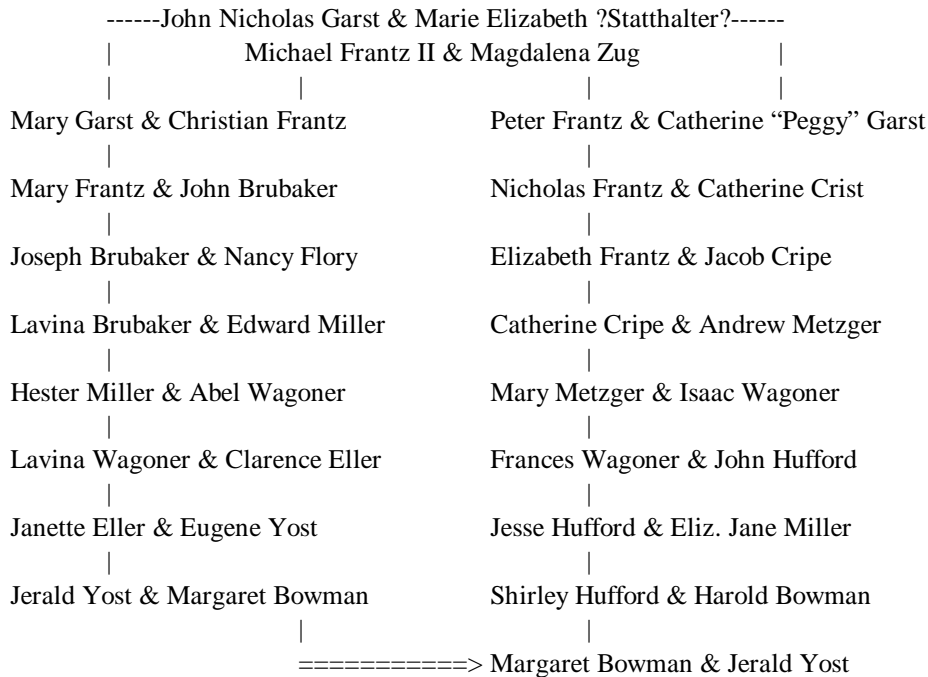 ------John Nicholas Garst & Marie Elizabeth ?Statthalter?------
Michael Frantz II & Magdalena Zug
Mary Garst & Christian Frantz Peter Frantz & Catherine “Peggy” Garst
Mary Frantz & John Brubaker Nicholas Frantz & Catherine Crist
Joseph Brubaker & Nancy Flory Elizabeth Frantz & Jacob Cripe
Lavina Brubaker & Edward Miller Catherine Cripe & Andrew Metzger
Hester Miller & Abel Wagoner Mary Metzger & Isaac Wagoner
Lavina Wagoner & Clarence Eller Frances Wagoner & John Hufford
Janette Eller & Eugene Yost Jesse Hufford & Eliz. Jane Miller
Jerald Yost & Margaret Bowman Shirley Hufford & Harold Bowman
===========> Margaret Bowman & Jerald Yost